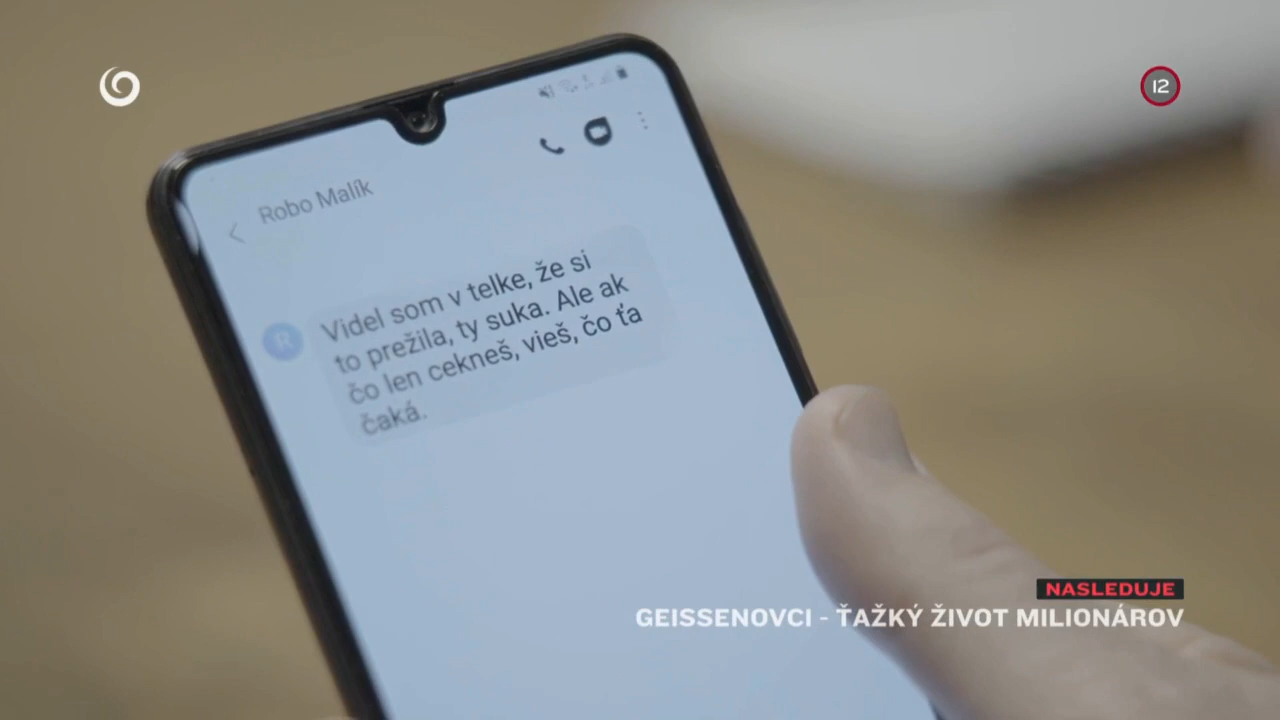 12
Robo Malík
R
Videl som v telke, že si
to prežila, ty suka. Ale ak
čo len cekneš, vieš, čo ťa
čaká.
NASLEDUJE
GEISSENOVCI - ŤAŽKÝ ŽIVOT MILIONÁROV